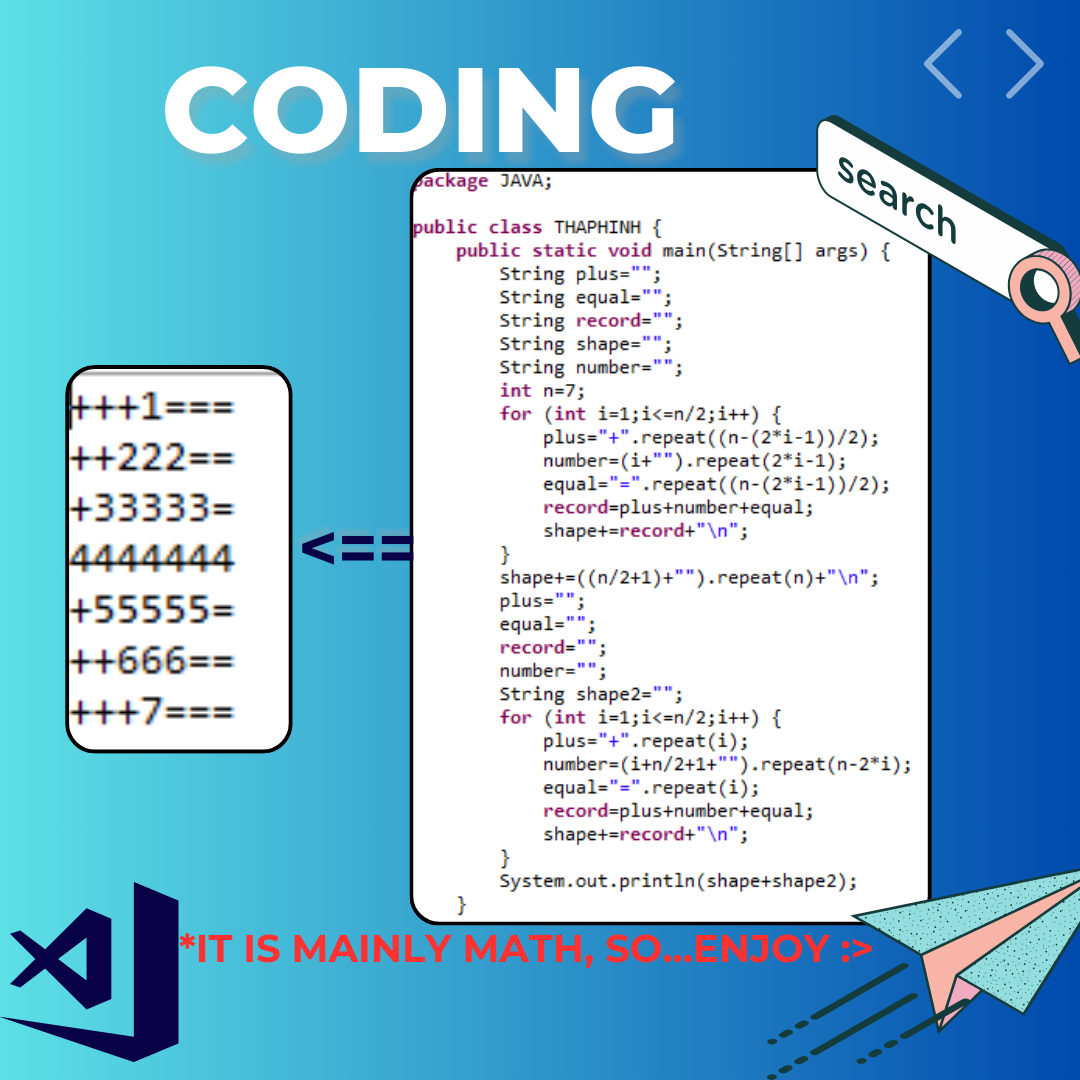 CODING
< >
search
package JAVA;
public class THAPHINH {
    public static void main(String[] args) {
        String plus="";
        String equal="";
        String record="";
        String shape="";
        String number="";
        int n=7;
        for (int i=1;i<=n/2;i++) {
            plus="+".repeat((n-(2*i-1))/2);
            number=(i+"").repeat(2*i-1);
            equal="=".repeat((n-(2*i-1))/2);
            record=plus+number+equal;
            shape+=record+"\n";
        }
        shape+=((n/2+1)+"").repeat(n)+"\n";
        plus="";
        equal="";
        record="";
        number="";
        String shape2="";
        for (int i=1;i<=n/2;i++) {
            plus="+".repeat(i);
            number=(i+n/2+1+"").repeat(n-2*i);
            equal="=".repeat(i);
            record=plus+number+equal;
            shape+=record+"\n";
        }
        System.out.println(shape+shape2);
    }
<==
+++1===
++222==
+33333=
4444444
+55555=
++666==
+++7===
*IT IS MAINLY MATH, SO...ENJOY :>